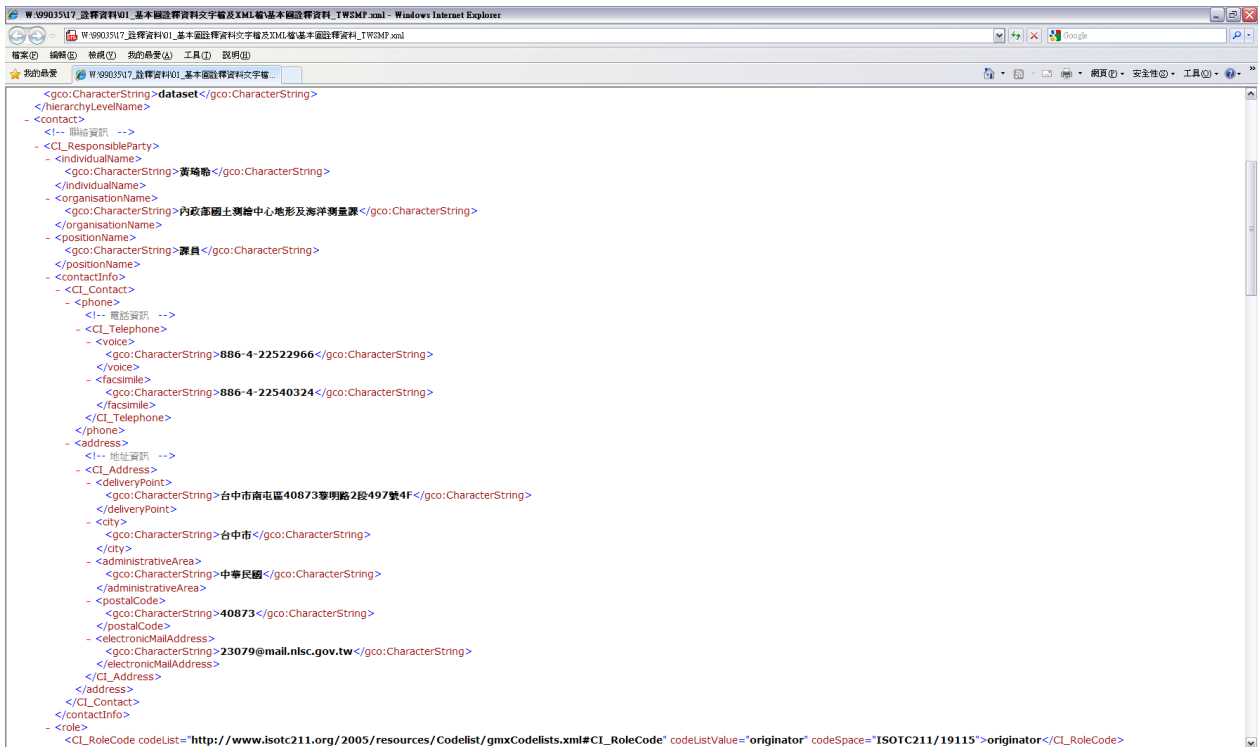 W:\99035\17_詮釋資料\01_基本圖詮釋資料文字檔及XML檔\基本圖詮釋資料_TWSMP.xml - Windows Internet Explorer
W:\99035\17_詮釋資料\01_基本圖詮釋資料文字檔及XML檔\基本圖詮釋資料_TWSMP.xml
Google
檔案(F) 編輯(E) 檢視(V) 我的最愛(A) 工具(T) 說明(H)
我的最愛 W:\99035\17_詮釋資料\01_基本圖詮釋資料文字檔... 網頁(P) 安全性(S) 工具(O) »
<gco:CharacterString>dataset</gco:CharacterString>
</hierarchyLevelName>
- <contact>
<!-- 聯絡資訊 -->
- <CI_ResponsibleParty>
- <individualName>
<gco:CharacterString>黃琦聆</gco:CharacterString>
</individualName>
- <organisationName>
<gco:CharacterString>內政部國土測繪中心地形及海洋測量課</gco:CharacterString>
</organisationName>
- <positionName>
<gco:CharacterString>課員</gco:CharacterString>
</positionName>
- <contactInfo>
- <CI_Contact>
- <phone>
<!-- 電話資訊 -->
- <CI_Telephone>
- <voice>
<gco:CharacterString>886-4-22522966</gco:CharacterString>
</voice>
- <facsimile>
<gco:CharacterString>886-4-22540324</gco:CharacterString>
</facsimile>
</CI_Telephone>
</phone>
- <address>
<!-- 地址資訊 -->
- <CI_Address>
- <deliveryPoint>
<gco:CharacterString>台中市南屯區40873黎明路2段497號4F</gco:CharacterString>
</deliveryPoint>
- <city>
<gco:CharacterString>台中市</gco:CharacterString>
</city>
- <administrativeArea>
<gco:CharacterString>中華民國</gco:CharacterString>
</administrativeArea>
- <postalCode>
<gco:CharacterString>40873</gco:CharacterString>
</postalCode>
- <electronicMailAddress>
<gco:CharacterString>23079@mail.nlsc.gov.tw</gco:CharacterString>
</electronicMailAddress>
</CI_Address>
</address>
</CI_Contact>
</contactInfo>
- <role>
<CI_RoleCode codeList="http://www.isotc211.org/2005/resources/Codelist/gmxCodelists.xml#CI_RoleCode" codeListValue="originator" codeSpace="ISOTC211/19115">originator</CI_RoleCode>